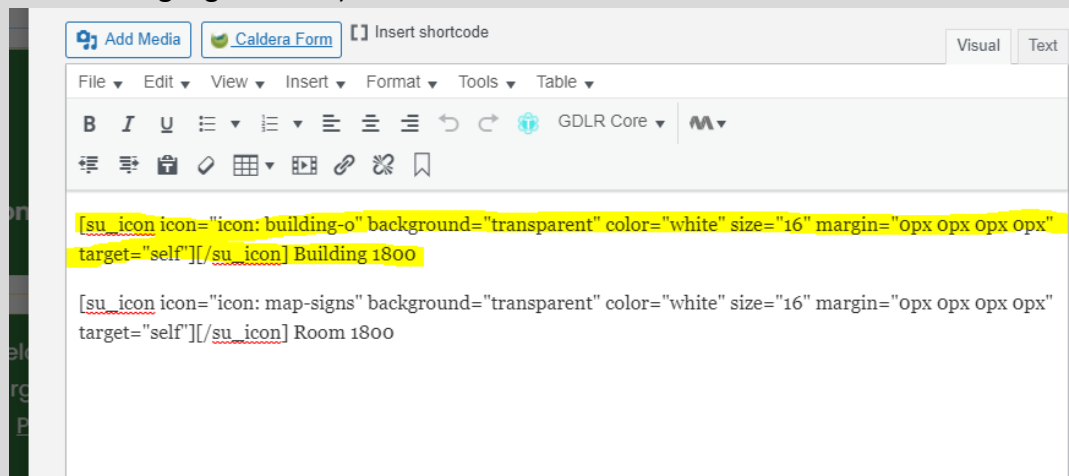 Add Media Caldera Form [ ] Insert shortcode
Visual Text
File Edit View Insert Format Tools Table
B I U GDLR Core
[su_icon icon="icon: building-o" background="transparent" color="white" size="16" margin="0px 0px 0px 0px"
target="self"][/su_icon] Building 1800
[su_icon icon="icon: map-signs" background="transparent" color="white" size="16" margin="0px 0px 0px 0px"
target="self"][/su_icon] Room 1800